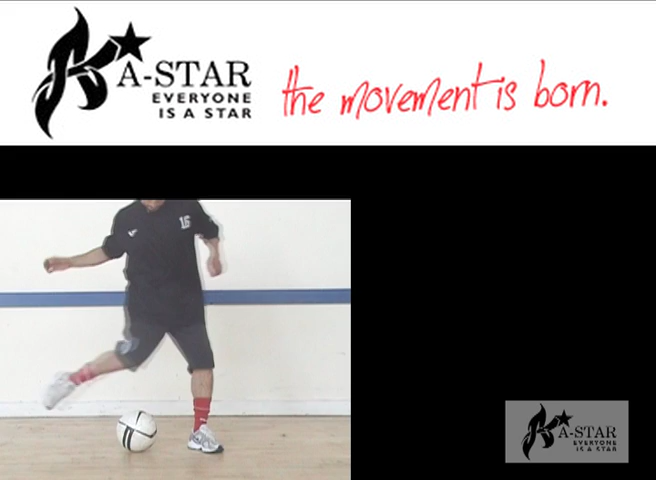 A-STAR
EVERYONE
IS A STAR
the movement is born.
16
A-STAR
EVERYONE
IS A STAR